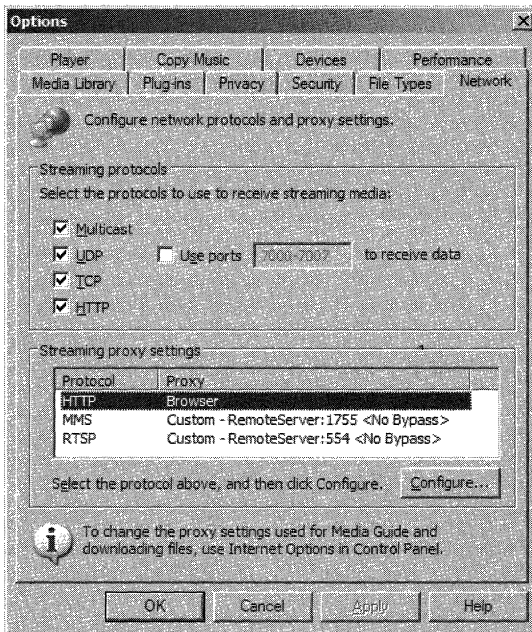 Options
Player Copy Music Devices Performance
Media Library Plug-ins Privacy Security File Types Network
Configure network protocols and proxy settings.
Streaming protocols
Select the protocols to use to receive streaming media:
Multicast
UDP Use ports 7000-7007 to receive data
TCP
HTTP
Streaming proxy settings
Protocol Proxy
HTTP Browser
MMS Custom - RemoteServer:1755 <No Bypass>
RTSP Custom - RemoteServer:554 <No Bypass>
Select the protocol above, and then click Configure. Configure...
To change the proxy settings used for Media Guide and
downloading files, use Internet Options in Control Panel.
OK Cancel Apply Help